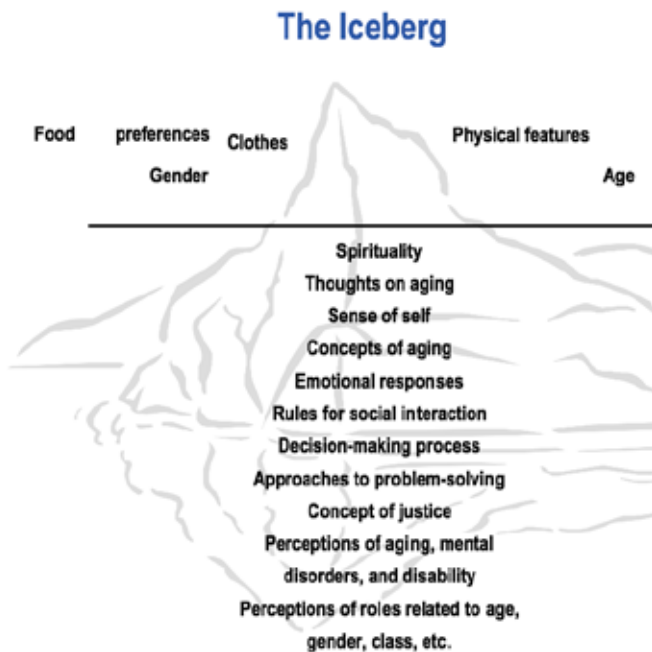 The Iceberg
Food preferences Clothes Physical features
Gender Age
Spirituality
Thoughts on aging
Sense of self
Concepts of aging
Emotional responses
Rules for social interaction
Decision-making process
Approaches to problem-solving
Concept of justice
Perceptions of aging, mental
disorders, and disability
Perceptions of roles related to age,
gender, class, etc.